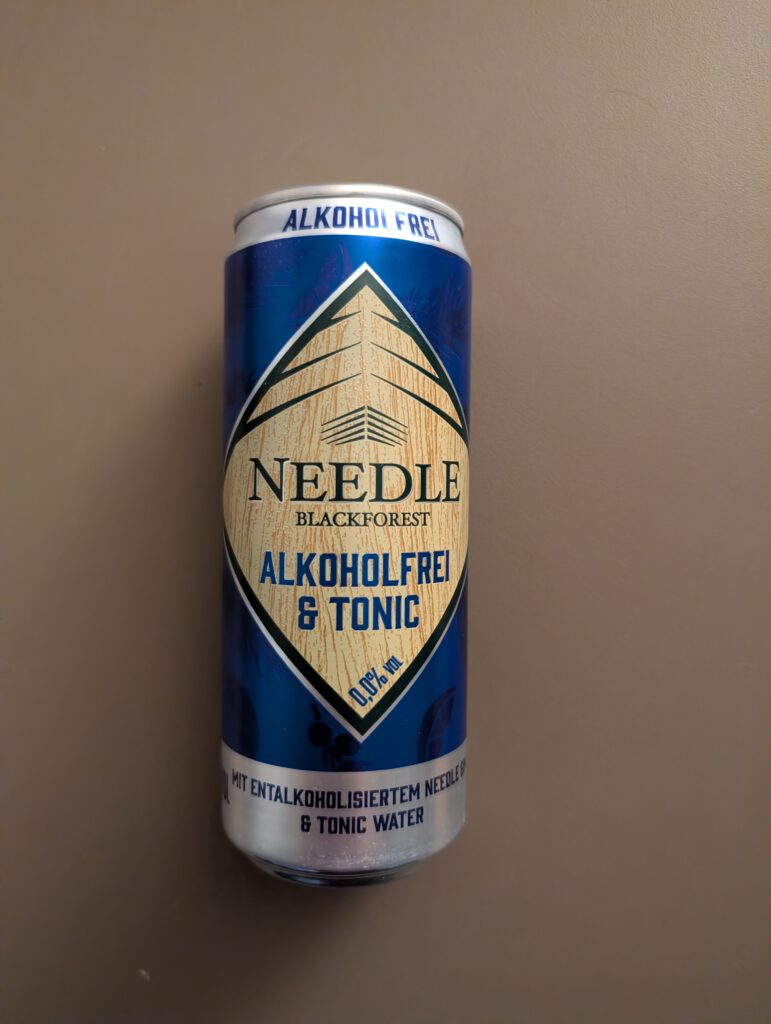 ALKOHOLFREI
NEEDLE
BLACKFOREST
ALKOHOLFREI
& TONIC
0,0% VOL
MIT ENTALKOHOLISIERTEM NEEDLE
& TONIC WATER